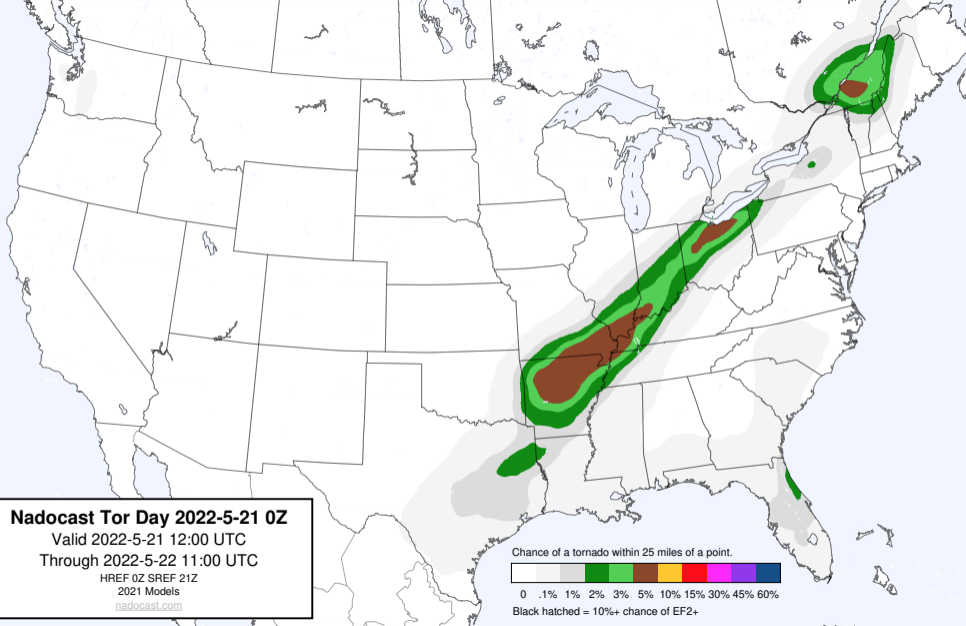 Nadocast Tor Day 2022-5-21 0Z
Valid 2022-5-21 12:00 UTC
Through 2022-5-22 11:00 UTC
HREF 0Z SREF 21Z
2021 Models
nadocast.com
Chance of a tornado within 25 miles of a point.
0 .1% 1% 2% 3% 5% 10% 15% 30% 45% 60%
Black hatched = 10%+ chance of EF2+